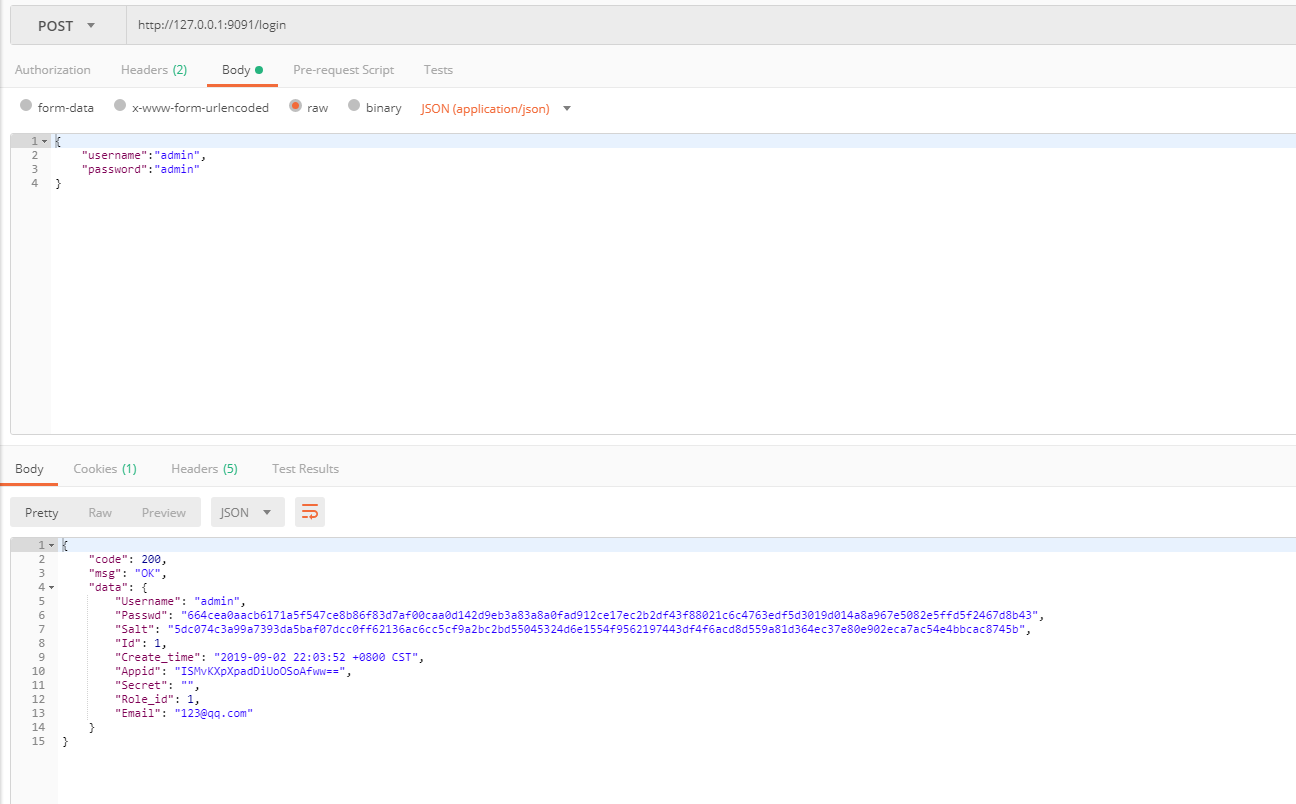 POST http://127.0.0.1:9091/login
Authorization Headers (2) Body Pre-request Script Tests
form-data x-www-form-urlencoded raw binary JSON (application/json)
1 {
2 "username":"admin",
3 "password":"admin"
4 }
Body Cookies (1) Headers (5) Test Results
Pretty Raw Preview JSON
1 {
2 "code": 200,
3 "msg": "OK",
4 "data": {
5 "Username": "admin",
6 "Passwd": "664cea0aacb6171a5f547ce8b86f83d7af00caa0d142d9eb3a83a8a0fad912ce17ec2b2df43f88021c6c4763edf5d3019d014a8a967e5082e5ffd5f2467d8b43",
7 "Salt": "5dc074c3a99a7393da5baf07dcc0ff62136ac6cc5cf9a2bc2bd55045324d6e1554f9562197443df4f6acd8d559a81d364ec37e80e902eca7ac54e4bbcac8745b",
8 "Id": 1,
9 "Create_time": "2019-09-02 22:03:52 +0800 CST",
10 "Appid": "ISMvKXpXpadDiUoOSoAfww==",
11 "Secret": "",
12 "Role_id": 1,
13 "Email": "123@qq.com"
14 }
15 }